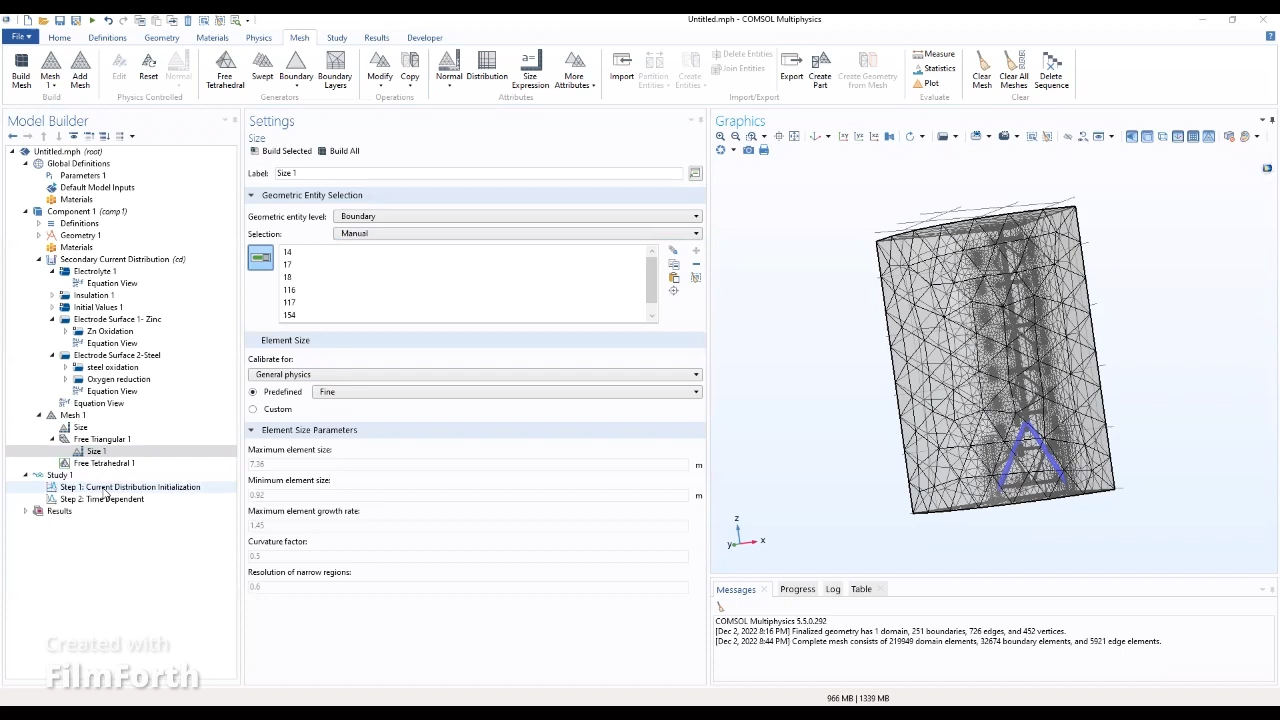 Untitled.mph - COMSOL Multiphysics
File
Home
Definitions
Geometry
Materials
Physics
Mesh
Study
Results
Developer
Build Mesh
Mesh 1
Add Mesh
Build
Edit
Reset
Normal
Physics Controlled
Free Tetrahedral
Swept
Boundary
Boundary Layers
Generators
Modify
Copy
Operations
Normal
Distribution
Size Expression
More Attributes
Attributes
Import
Partition Entities
Create Entities
Delete Entities
Join Entities
Export
Create Part
Create Geometry from Mesh
Import/Export
Measure
Statistics
Plot
Evaluate
Clear Mesh
Clear All Meshes
Delete Sequence
Clear
Model Builder
Untitled.mph (root)
Global Definitions
Parameters 1
Default Model Inputs
Materials
Component 1 (comp1)
Definitions
Geometry 1
Materials
Secondary Current Distribution (cd)
Electrolyte 1
Equation View
Insulation 1
Initial Values 1
Electrode Surface 1- Zinc
Zn Oxidation
Equation View
Electrode Surface 2-Steel
steel oxidation
Oxygen reduction
Equation View
Equation View
Mesh 1
Size
Free Triangular 1
Size 1
Free Tetrahedral 1
Study 1
Step 1: Current Distribution Initialization
Step 2: Time Dependent
Results
Created with
FilmForth
Settings
Size
Build Selected
Build All
Label: Size 1
Geometric Entity Selection
Geometric entity level: Boundary
Selection: Manual
14
17
18
116
117
154
Element Size
Calibrate for:
General physics
Predefined Fine
Custom
Element Size Parameters
Maximum element size:
7.36 m
Minimum element size:
0.92 m
Maximum element growth rate:
1.45
Curvature factor:
0.5
Resolution of narrow regions:
0.6
Graphics
xy yz xz
z
y x
Messages
Progress
Log
Table
COMSOL Multiphysics 5.5.0.292
[Dec 2, 2022 8:16 PM] Finalized geometry has 1 domain, 251 boundaries, 726 edges, and 452 vertices.
[Dec 2, 2022 8:44 PM] Complete mesh consists of 219949 domain elements, 32674 boundary elements, and 5921 edge elements.
966 MB | 1339 MB